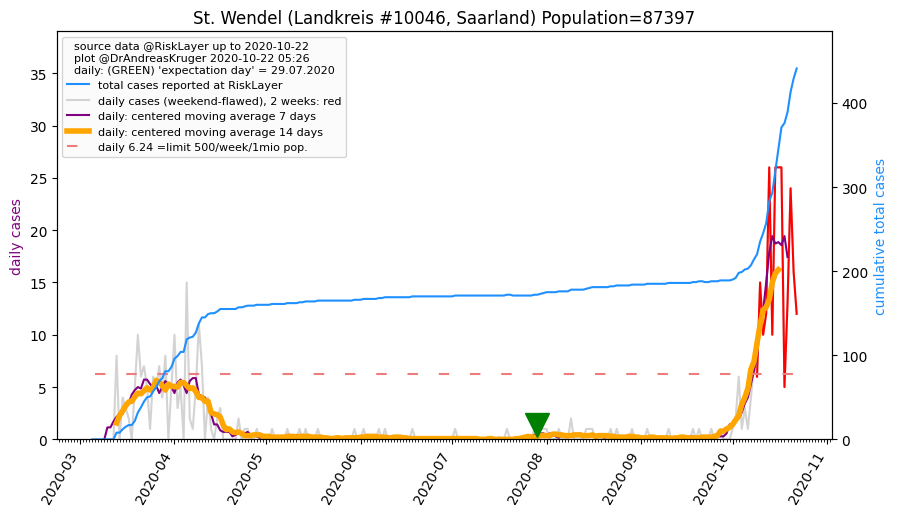 St. Wendel (Landkreis #10046, Saarland) Population=87397
source data @RiskLayer up to 2020-10-22
plot @DrAndreasKruger 2020-10-22 05:26
daily: (GREEN) 'expectation day' = 29.07.2020
total cases reported at RiskLayer
daily cases (weekend-flawed), 2 weeks: red
daily: centered moving average 7 days
daily: centered moving average 14 days
daily 6.24 =limit 500/week/1mio pop.
daily cases
35
30
25
20
15
10
5
0
cumulative total cases
400
300
200
100
0
2020-03
2020-04
2020-05
2020-06
2020-07
2020-08
2020-09
2020-10
2020-11